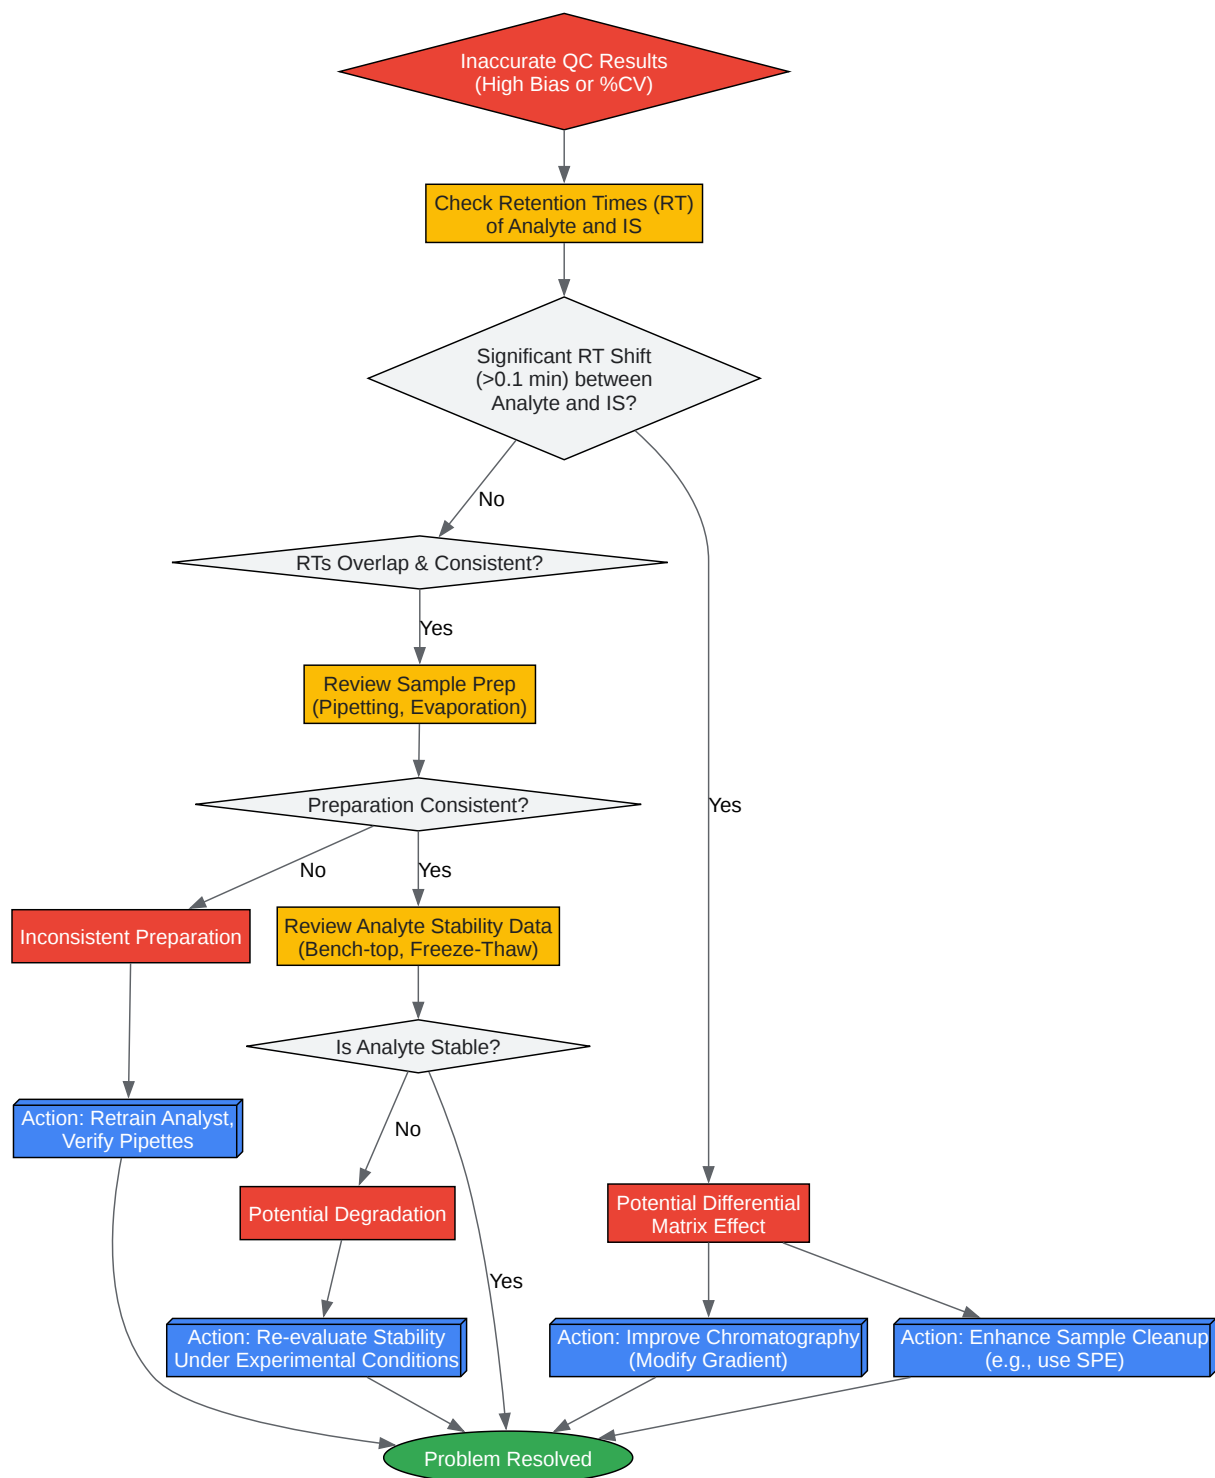 Inaccurate QC Results
(High Bias or %CV)
Check Retention Times (RT)
of Analyte and IS
Significant RT Shift
(>0.1 min) between
Analyte and IS?
No
RTs Overlap & Consistent?
Yes
Review Sample Prep
(Pipetting, Evaporation)
Preparation Consistent?
Yes
No
Yes
Inconsistent Preparation
Review Analyte Stability Data
(Bench-top, Freeze-Thaw)
Is Analyte Stable?
Action: Retrain Analyst,
Verify Pipettes
No
Potential Degradation
Potential Differential
Matrix Effect
Yes
Action: Re-evaluate Stability
Under Experimental Conditions
Action: Improve Chromatography
(Modify Gradient)
Action: Enhance Sample Cleanup
(e.g., use SPE)
Problem Resolved